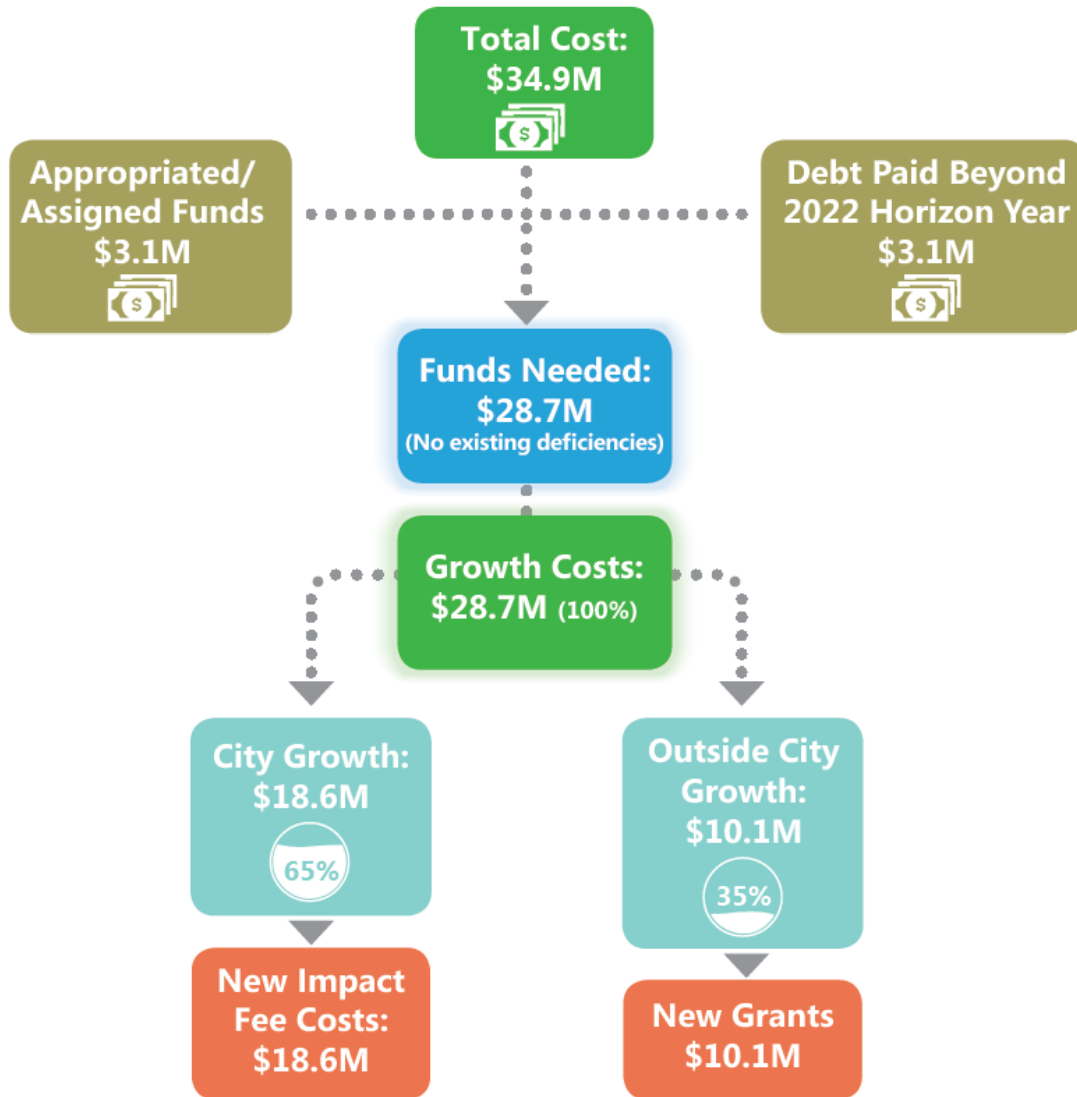 Total Cost:
$34.9M
$
Appropriated/
Assigned Funds
$3.1M
$
Debt Paid Beyond
2022 Horizon Year
$3.1M
$
Funds Needed:
$28.7M
(No existing deficiencies)
Growth Costs:
$28.7M (100%)
City Growth:
$18.6M
65%
Outside City
Growth:
$10.1M
35%
New Impact
Fee Costs:
$18.6M
New Grants
$10.1M